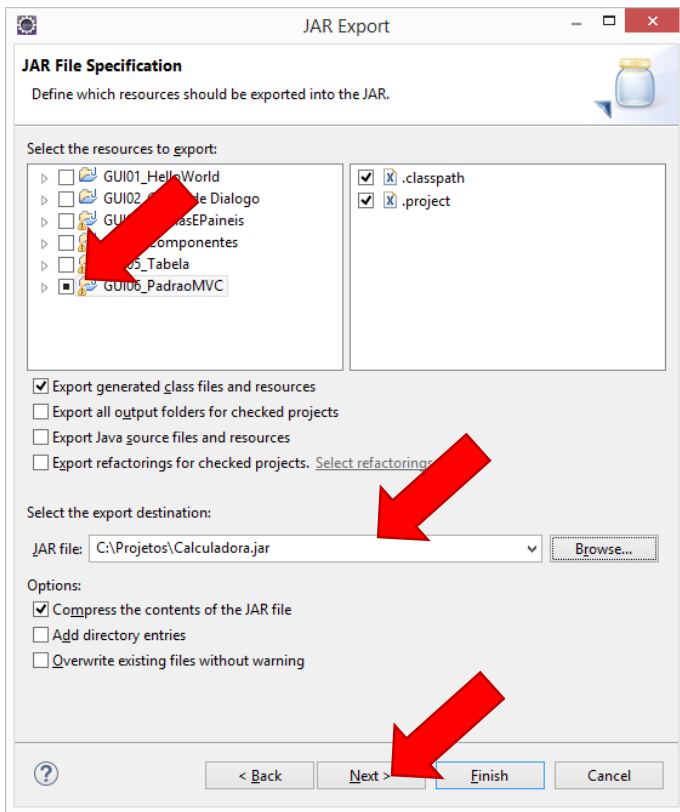 JAR Export
JAR File Specification
Define which resources should be exported into the JAR.
Select the resources to export:
GUI01_HelloWorld
GUI02_ de Dialogo
EPaineis
Componentes
05_Tabela
GUI06_PadraoMVC
.classpath
.project
Export generated class files and resources
Export all output folders for checked projects
Export Java source files and resources
Export refactorings for checked projects. Select refactorings
Select the export destination:
JAR file: C:\Projetos\Calculadora.jar Browse...
Options:
Compress the contents of the JAR file
Add directory entries
Overwrite existing files without warning
? < Back Next > Finish Cancel